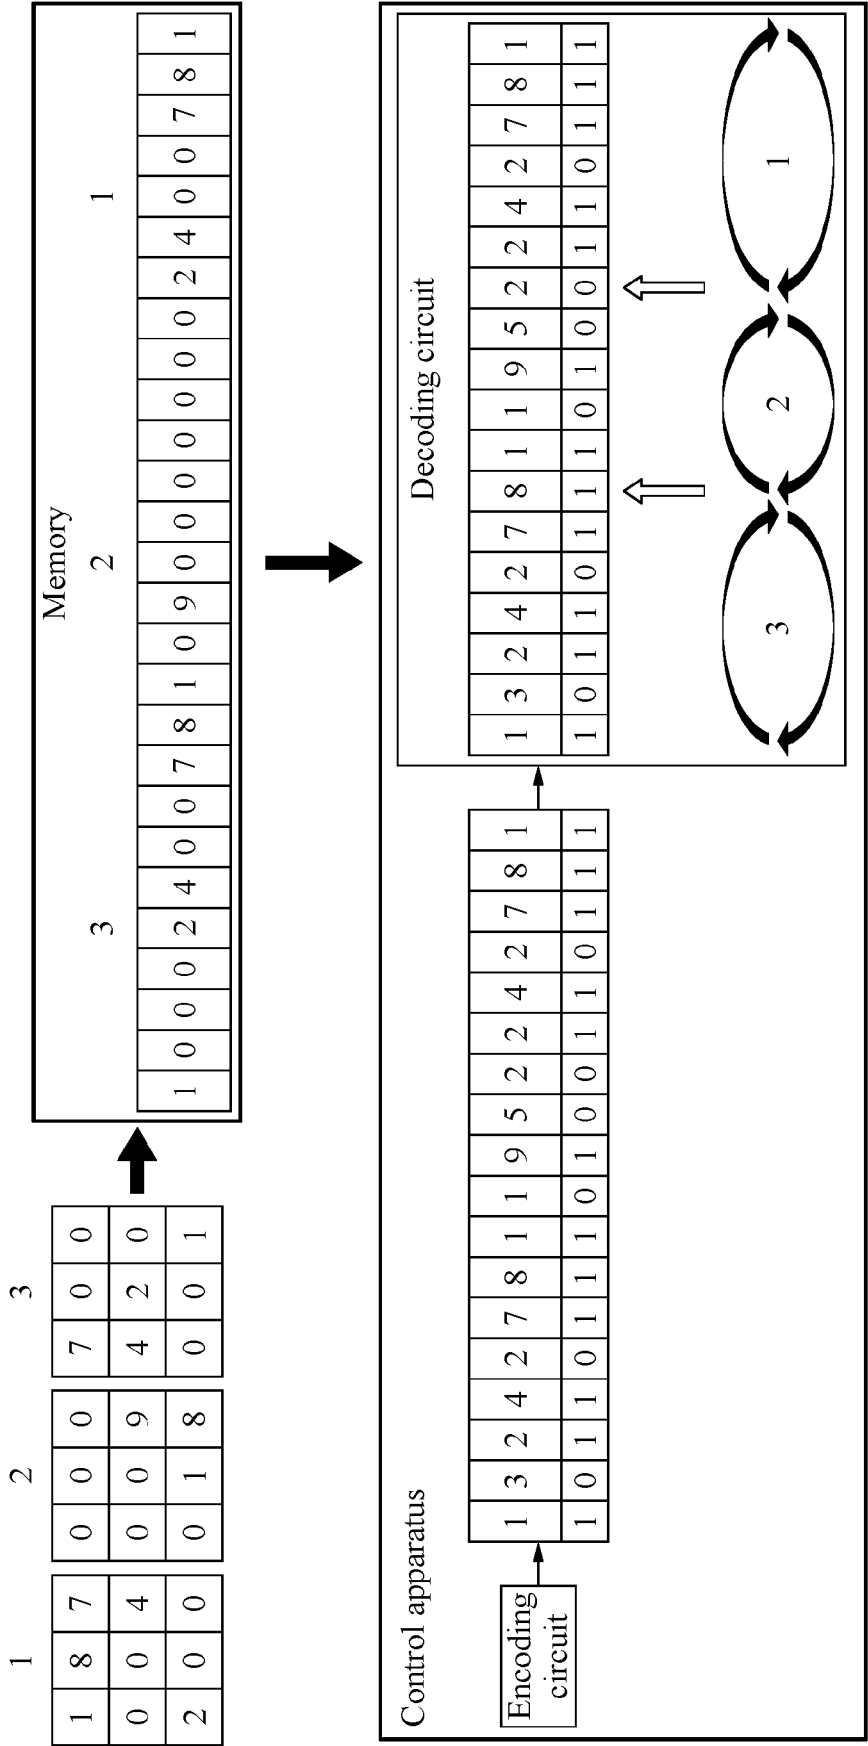 1 2 3
1 8 7 0 0 0 7 0 0
0 0 4 0 0 9 4 2 0
2 0 0 0 1 8 0 0 1
Memory
3 2 1
1 0 0 0 2 4 0 0 7 8 1 0 9 0 0 0 0 0 0 0 2 4 0 0 7 8 1
Control apparatus
Encoding
circuit
1 3 2 4 2 7 8 1 1 9 5 2 2 4 2 7 8 1
1 0 1 1 0 1 1 1 0 1 0 0 1 1 0 1 1 1
Decoding circuit
1 3 2 4 2 7 8 1 1 9 5 2 2 4 2 7 8 1
1 0 1 1 0 1 1 1 0 1 0 0 1 1 0 1 1 1
3 2 1